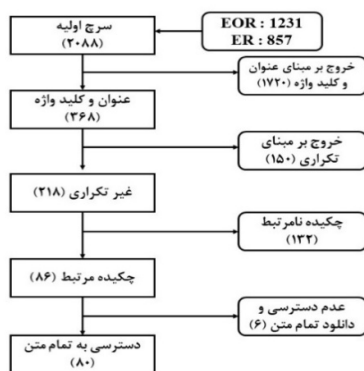 سرچ اولیه
(۲۰۸۸)
EOR : 1231
ER : 857
خروج بر مبنای عنوان
و کلید واژه (۱۷۲۰)
عنوان و کلید واژه
(۳۶۸)
خروج بر مبنای
تکراری (۱۵۰)
غیر تکراری (۲۱۸)
چکیده نامرتبط
(۱۳۲)
چکیده مرتبط (۸۶)
عدم دسترسی و
دانلود تمام متن (۶)
دسترسی به تمام متن
(۸۰)